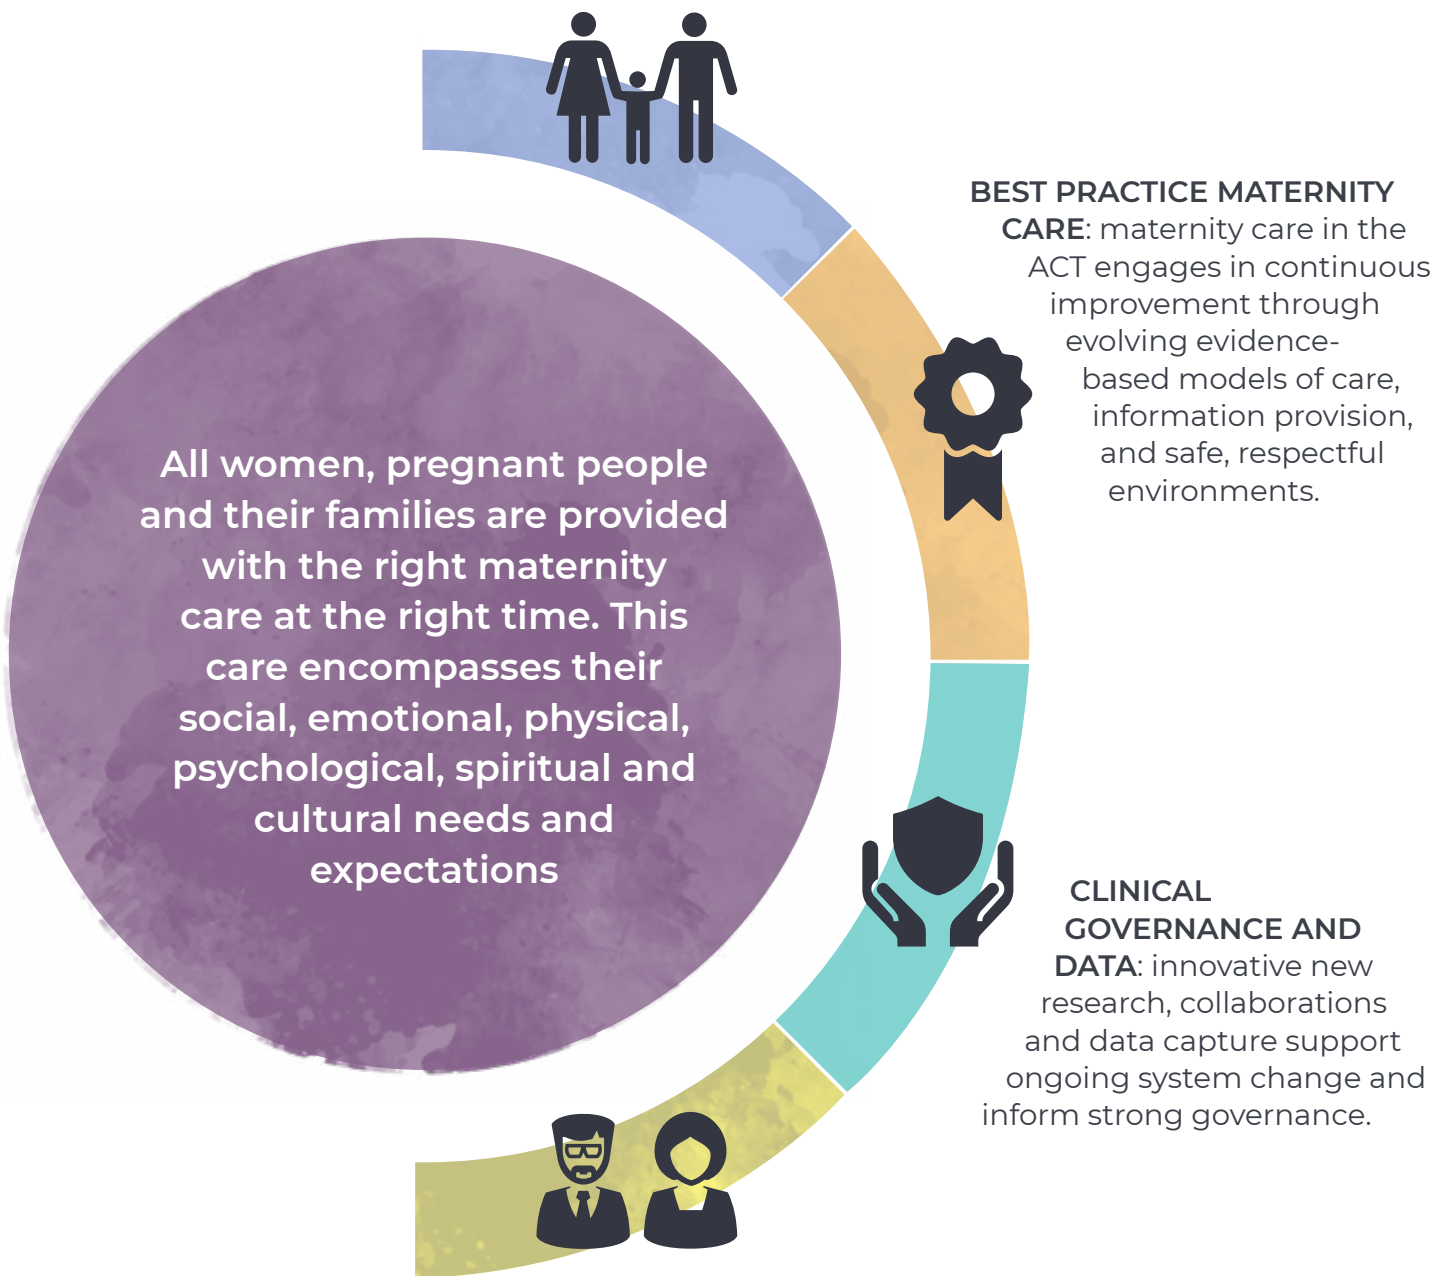 All women, pregnant people
and their families are provided
with the right maternity
care at the right time. This
care encompasses their
social, emotional, physical,
psychological, spiritual and
cultural needs and
expectations
BEST PRACTICE MATERNITY
CARE: maternity care in the
ACT engages in continuous
improvement through
evolving evidence-
based models of care,
information provision,
and safe, respectful
environments.
CLINICAL
GOVERNANCE AND
DATA: innovative new
research, collaborations
and data capture support
ongoing system change and
inform strong governance.